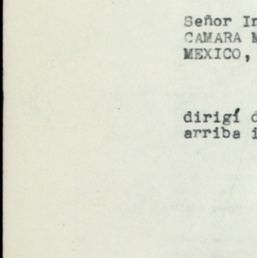 Señor In
CAMARA M
MEXICO,
dirigí d
arriba i